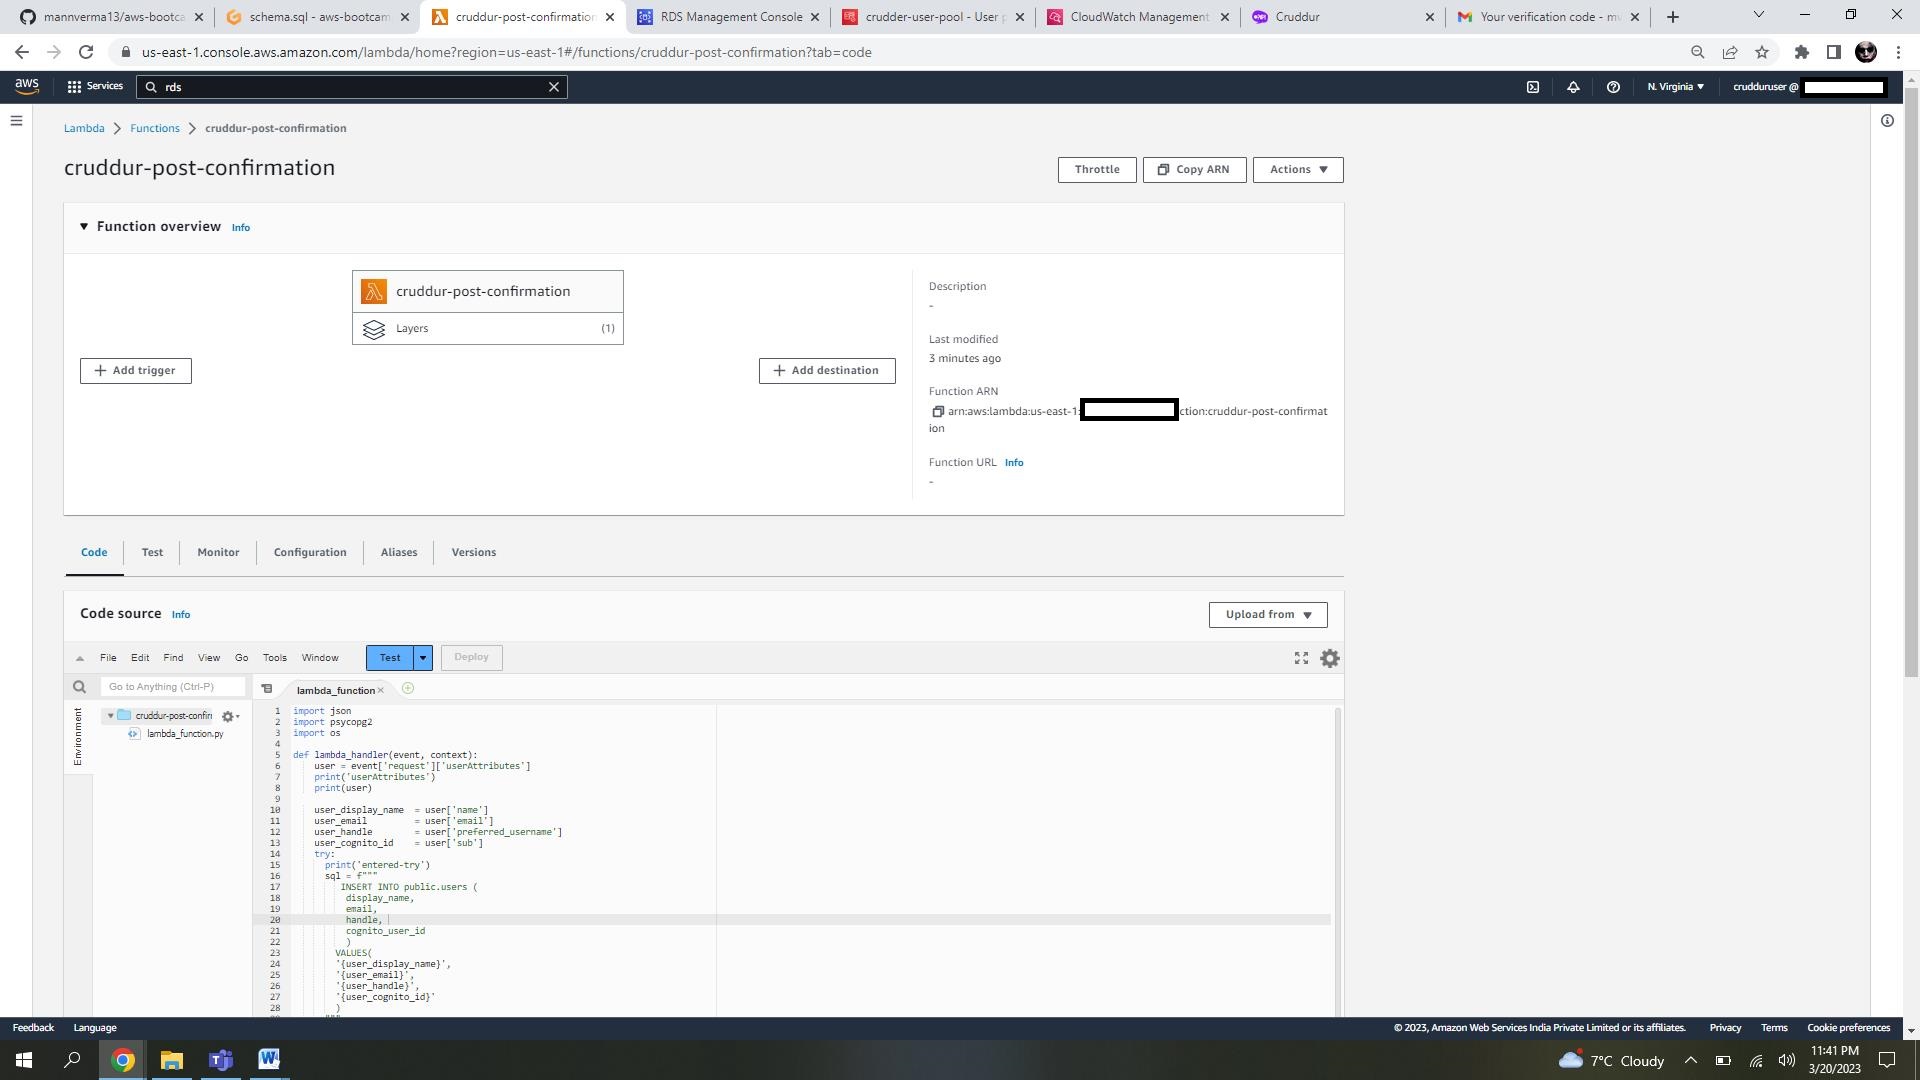 mannverma13/aws-bootca
schema.sql - aws-bootcam
cruddur-post-confirmation
RDS Management Console
crudder-user-pool - User p
CloudWatch Management
Cruddur
Your verification code - mv
us-east-1.console.aws.amazon.com/lambda/home?region=us-east-1#/functions/cruddur-post-confirmation?tab=code
aws
Services
rds
N. Virginia
crudduruser @
Lambda
Functions
cruddur-post-confirmation
cruddur-post-confirmation
Throttle
Copy ARN
Actions
Function overview
Info
cruddur-post-confirmation
Layers
(1)
Add trigger
Add destination
Description
-
Last modified
3 minutes ago
Function ARN
arn:aws:lambda:us-east-1:
ction:cruddur-post-confirmat
ion
Function URL Info
-
Code
Test
Monitor
Configuration
Aliases
Versions
Code source
Info
Upload from
File
Edit
Find
View
Go
Tools
Window
Test
Deploy
Go to Anything (Ctrl-P)
Environment
cruddur-post-confirm
lambda_function.py
lambda_function
1 import json
2 import psycopg2
3 import os
4
5 def lambda_handler(event, context):
6 user = event['request']['userAttributes']
7 print('userAttributes')
8 print(user)
9
10 user_display_name = user['name']
11 user_email = user['email']
12 user_handle = user['preferred_username']
13 user_cognito_id = user['sub']
14 try:
15 print('entered-try')
16 sql = f"""
17 INSERT INTO public.users (
18 display_name,
19 email,
20 handle,
21 cognito_user_id
22 )
23 VALUES(
24 '{user_display_name}',
25 '{user_email}',
26 '{user_handle}',
27 '{user_cognito_id}'
28 )
"""
Feedback
Language
© 2023, Amazon Web Services India Private Limited or its affiliates.
Privacy
Terms
Cookie preferences
7°C Cloudy
11:41 PM
3/20/2023